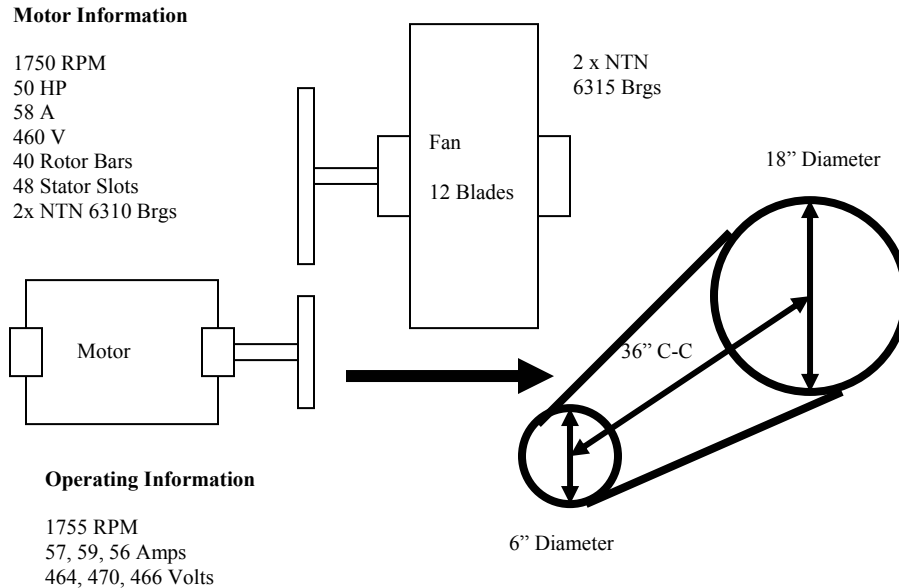 Motor Information
1750 RPM
50 HP
58 A
460 V
40 Rotor Bars
48 Stator Slots
2x NTN 6310 Brgs
Fan
12 Blades
2 x NTN
6315 Brgs
18” Diameter
Motor
36” C-C
6” Diameter
Operating Information
1755 RPM
57, 59, 56 Amps
464, 470, 466 Volts